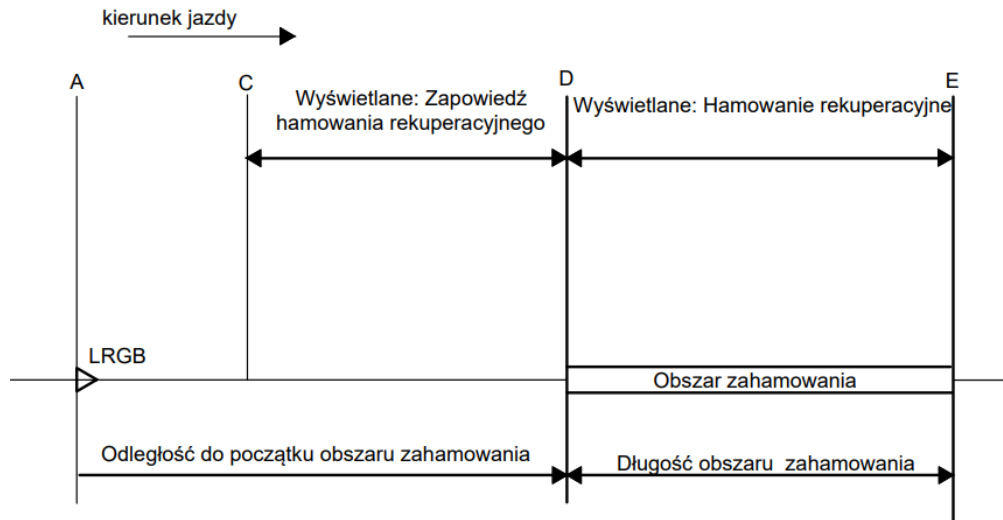 kierunek jazdy
A
C
D
E
Wyświetlane: Zapowiedź
hamowania rekuperacyjnego
Wyświetlane: Hamowanie rekuperacyjne
LRGB
Obszar zahamowania
Odległość do początku obszaru zahamowania
Długość obszaru zahamowania